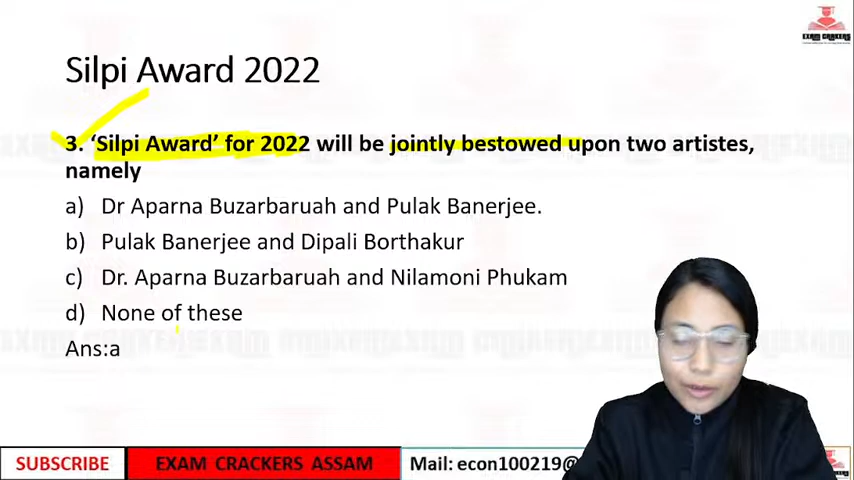 EXAM CRACKERS
Silpi Award 2022
3. ‘Silpi Award’ for 2022 will be jointly bestowed upon two artistes,
namely
a) Dr Aparna Buzarbaruah and Pulak Banerjee.
b) Pulak Banerjee and Dipali Borthakur
c) Dr. Aparna Buzarbaruah and Nilamoni Phukam
d) None of these
Ans:a
SUBSCRIBE EXAM CRACKERS ASSAM Mail: econ100219@